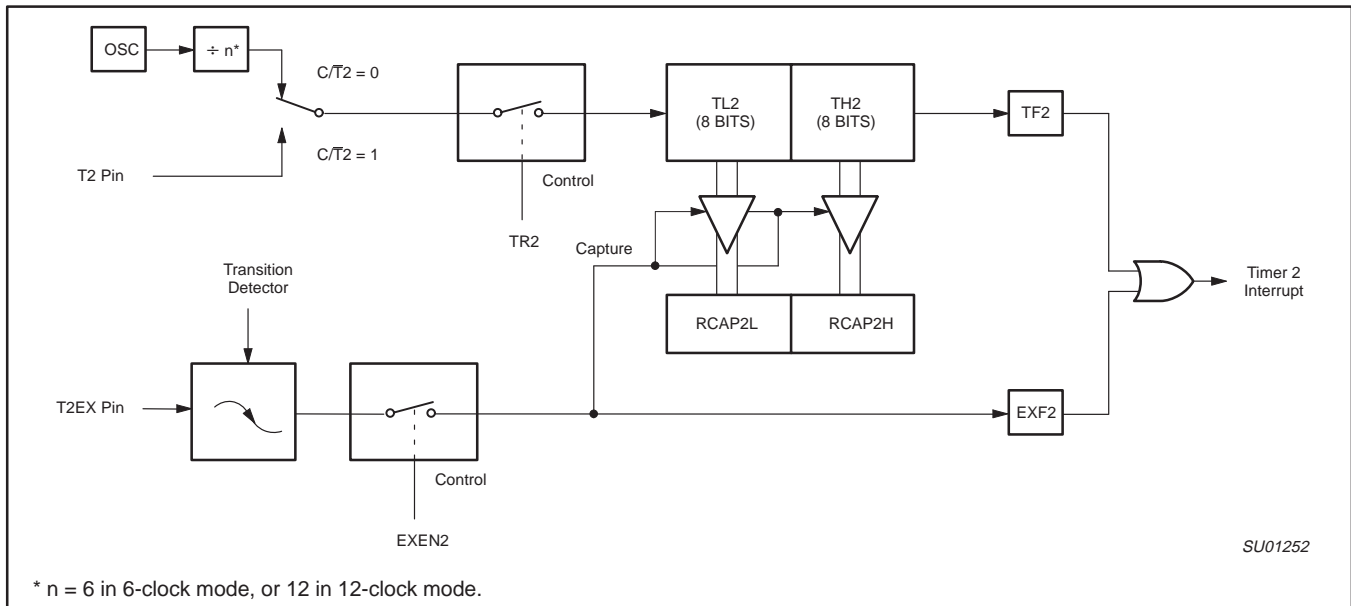 OSC
÷ n*
C/T̅2 = 0
C/T̅2 = 1
T2 Pin
Control
TR2
TL2
(8 BITS)
TH2
(8 BITS)
TF2
Capture
RCAP2L
RCAP2H
Timer 2
Interrupt
Transition
Detector
T2EX Pin
Control
EXEN2
EXF2
SU01252
* n = 6 in 6-clock mode, or 12 in 12-clock mode.